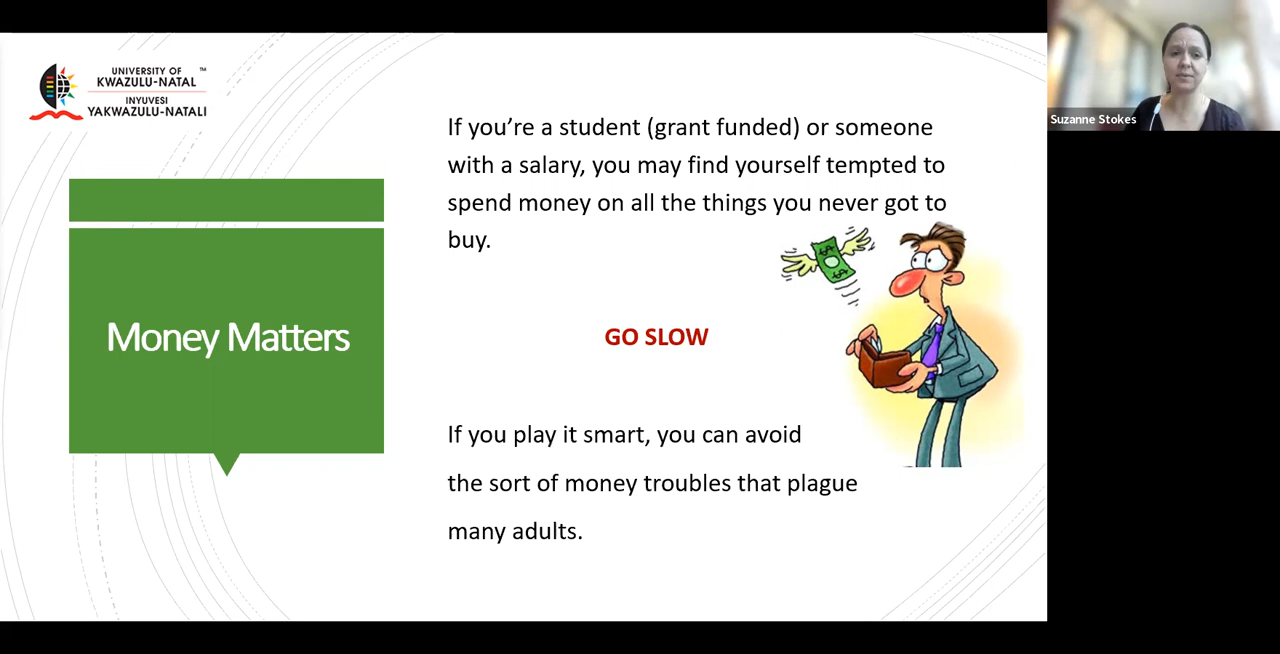 UNIVERSITY OF ™
KWAZULU-NATAL
INYUVESI
YAKWAZULU-NATALI
Money Matters
If you’re a student (grant funded) or someone
with a salary, you may find yourself tempted to
spend money on all the things you never got to
buy.
GO SLOW
If you play it smart, you can avoid
the sort of money troubles that plague
many adults.
Suzanne Stokes